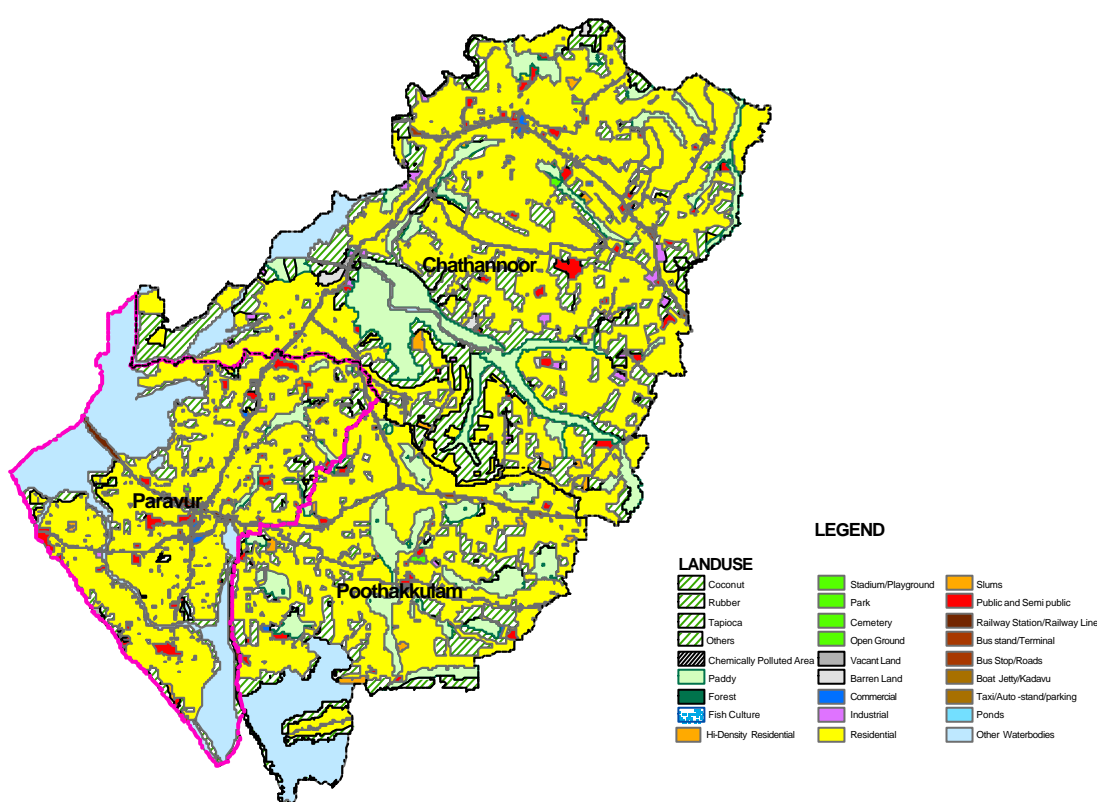 Chathannoor
Paravur
Poothakkulam
LEGEND
LANDUSE
Coconut
Rubber
Tapioca
Others
Chemically Polluted Area
Paddy
Forest
Fish Culture
Hi-Density Residential
Stadium/Playground
Park
Cemetery
Open Ground
Vacant Land
Barren Land
Commercial
Industrial
Residential
Slums
Public and Semi public
Railway Station/Railway Line
Bus stand/Terminal
Bus Stop/Roads
Boat Jetty/Kadavu
Taxi/Auto -stand/parking
Ponds
Other Waterbodies